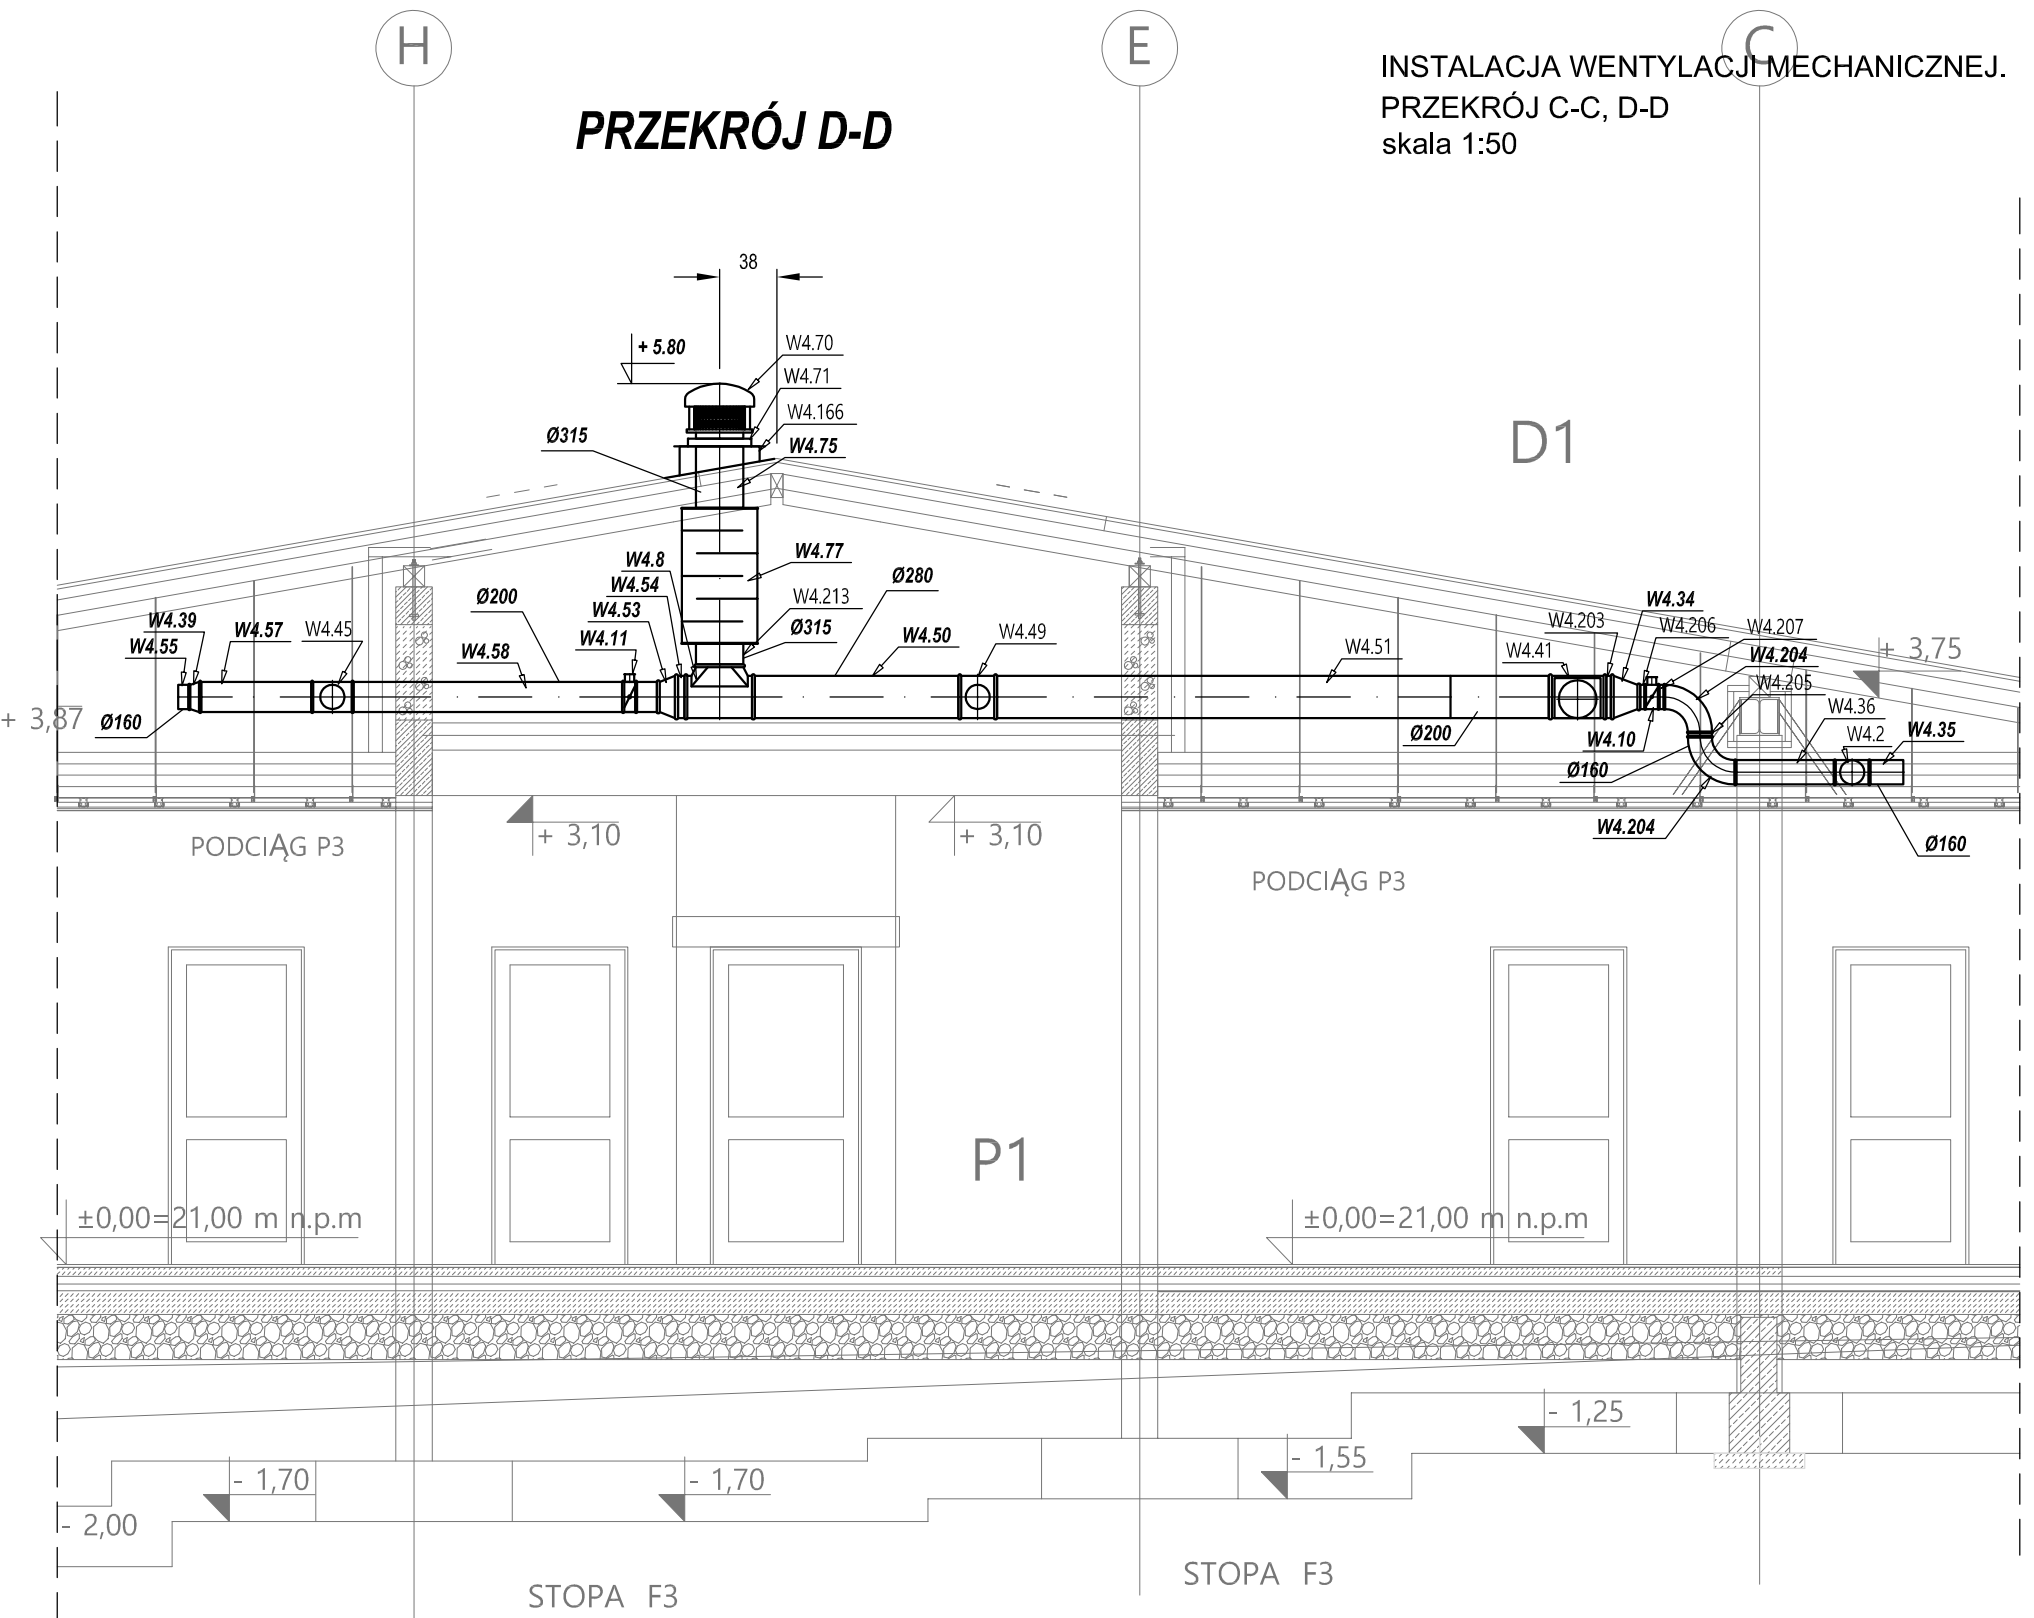 H
E
C
INSTALACJA WENTYLACJI MECHANICZNEJ.
PRZEKRÓJ C-C, D-D
skala 1:50
PRZEKRÓJ D-D
38
+ 5.80
W4.70
W4.71
W4.166
W4.75
Ø315
D1
W4.77
W4.8
W4.54
W4.53
W4.11
Ø200
Ø280
W4.213
Ø315
W4.50
W4.49
W4.39
W4.55
W4.57
W4.45
W4.58
W4.51
W4.41
W4.203
W4.34
W4.206
W4.207
W4.204
W4.205
+ 3,75
W4.36
W4.2
W4.35
+ 3,87
Ø160
Ø200
W4.10
Ø160
W4.204
Ø160
PODCIĄG P3
+ 3,10
+ 3,10
PODCIĄG P3
P1
±0,00=21,00 m n.p.m
±0,00=21,00 m n.p.m
- 1,25
- 1,55
- 1,70
- 1,70
- 2,00
STOPA F3
STOPA F3